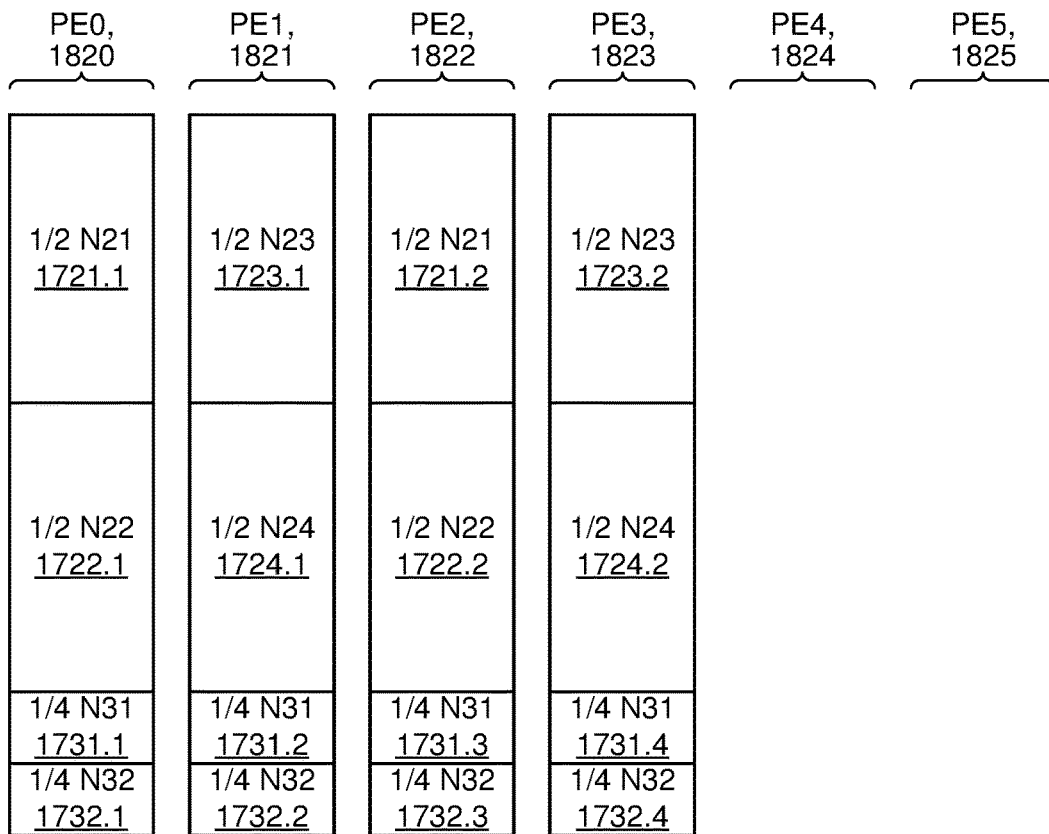 PE0, PE1, PE2, PE3, PE4, PE5,
1820 1821 1822 1823 1824 1825
1/2 N21 1/2 N23 1/2 N21 1/2 N23
1721.1 1723.1 1721.2 1723.2
1/2 N22 1/2 N24 1/2 N22 1/2 N24
1722.1 1724.1 1722.2 1724.2
1/4 N31 1/4 N31 1/4 N31 1/4 N31
1731.1 1731.2 1731.3 1731.4
1/4 N32 1/4 N32 1/4 N32 1/4 N32
1732.1 1732.2 1732.3 1732.4